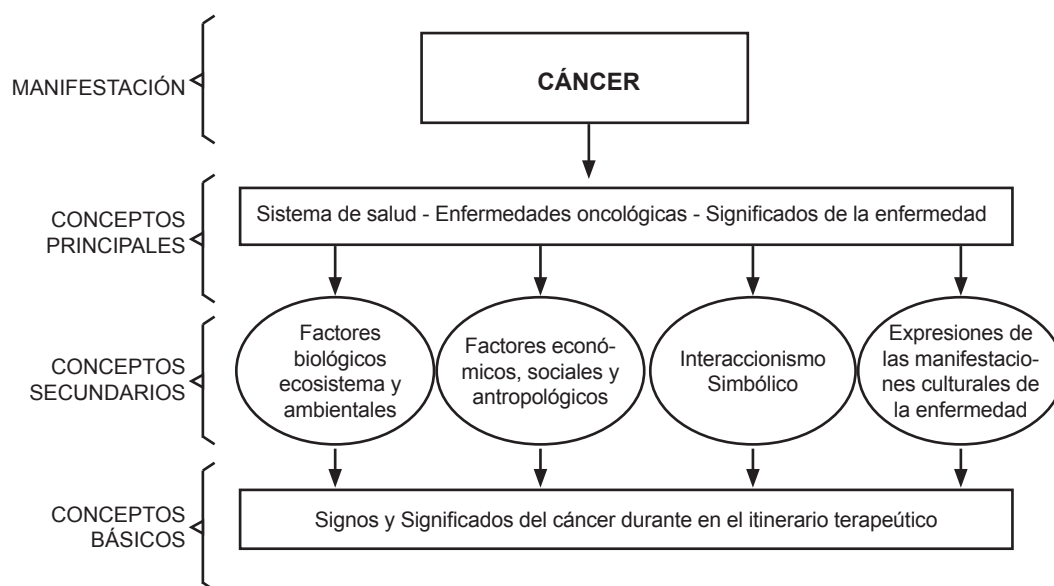 MANIFESTACIÓN
CÁNCER
CONCEPTOS
PRINCIPALES
Sistema de salud - Enfermedades oncológicas - Significados de la enfermedad
CONCEPTOS
SECUNDARIOS
Factores
biológicos
ecosistema y
ambientales
Factores econó-
micos, sociales y
antropológicos
Interaccionismo
Simbólico
Expresiones de
las manifestacio-
nes culturales de
la enfermedad
CONCEPTOS
BÁSICOS
Signos y Significados del cáncer durante en el itinerario terapeútico